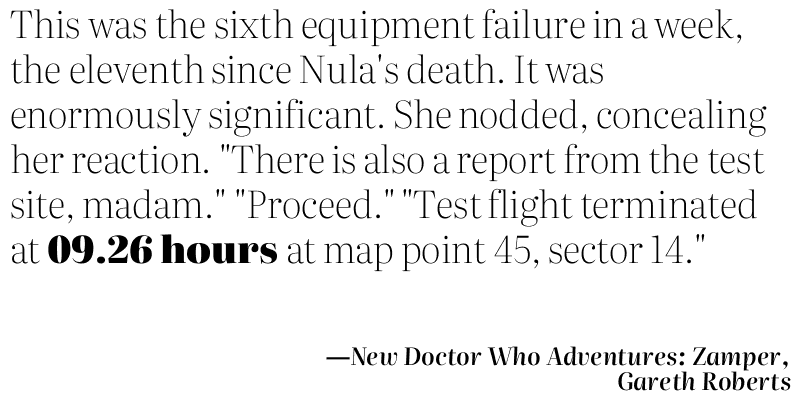 This was the sixth equipment failure in a week,
the eleventh since Nula's death. It was
enormously significant. She nodded, concealing
her reaction. "There is also a report from the test
site, madam." "Proceed." "Test flight terminated
at 09.26 hours at map point 45, sector 14."
—New Doctor Who Adventures: Zamper,
Gareth Roberts